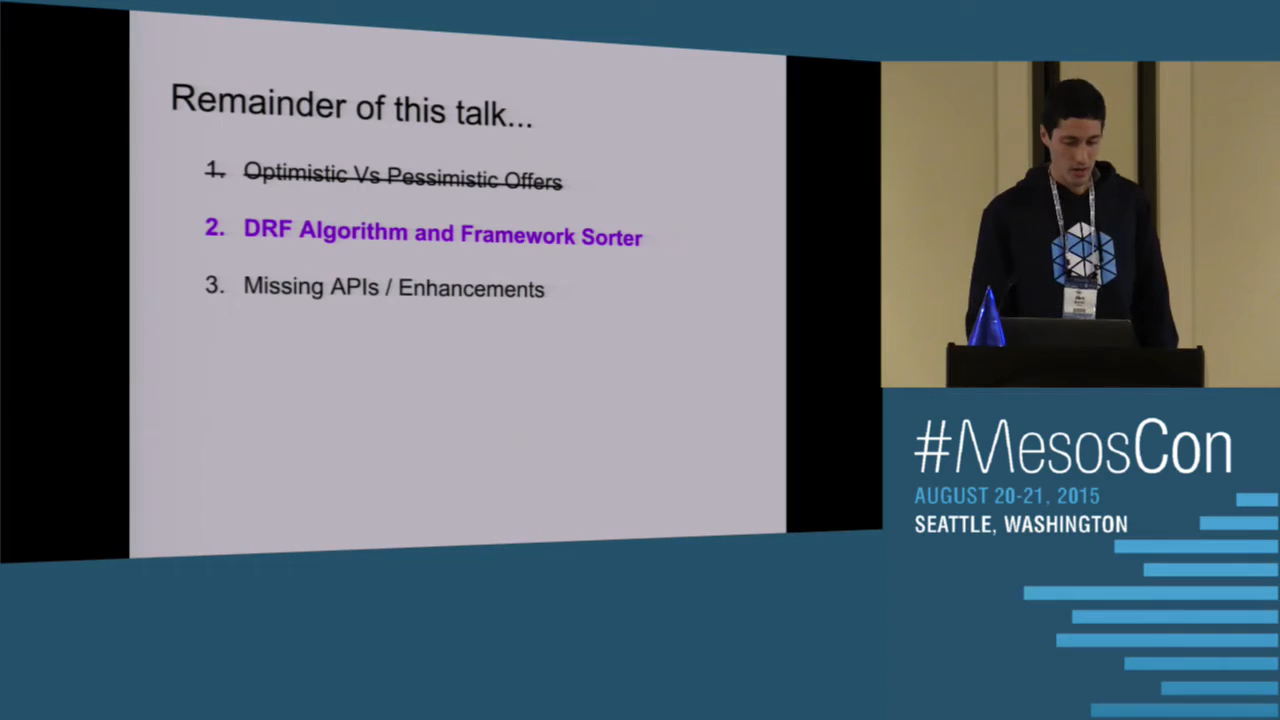 Remainder of this talk...
1. Optimistic Vs Pessimistic Offers
2. DRF Algorithm and Framework Sorter
3. Missing APIs / Enhancements
#MesosCon
AUGUST 20-21, 2015
SEATTLE, WASHINGTON